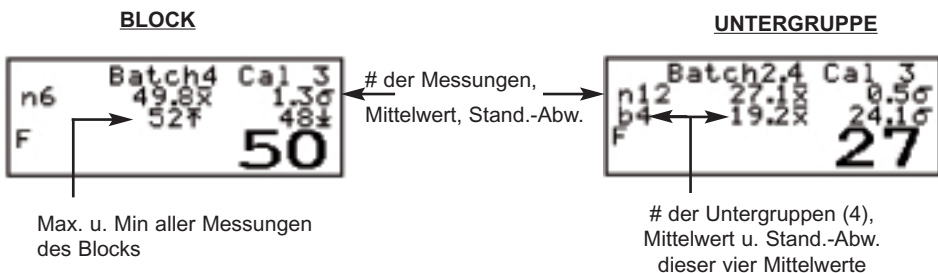 BLOCK
Batch4 Cal 3
n6 49.8x̄ 1.3σ
52↑ 48↓
F 50
# der Messungen,
Mittelwert, Stand.-Abw.
Max. u. Min aller Messungen
des Blocks
UNTERGRUPPE
Batch2.4 Cal 3
n12 27.1x̄ 0.5σ
b4 19.2x̄ 24.1σ
F 27
# der Untergruppen (4),
Mittelwert u. Stand.-Abw.
dieser vier Mittelwerte